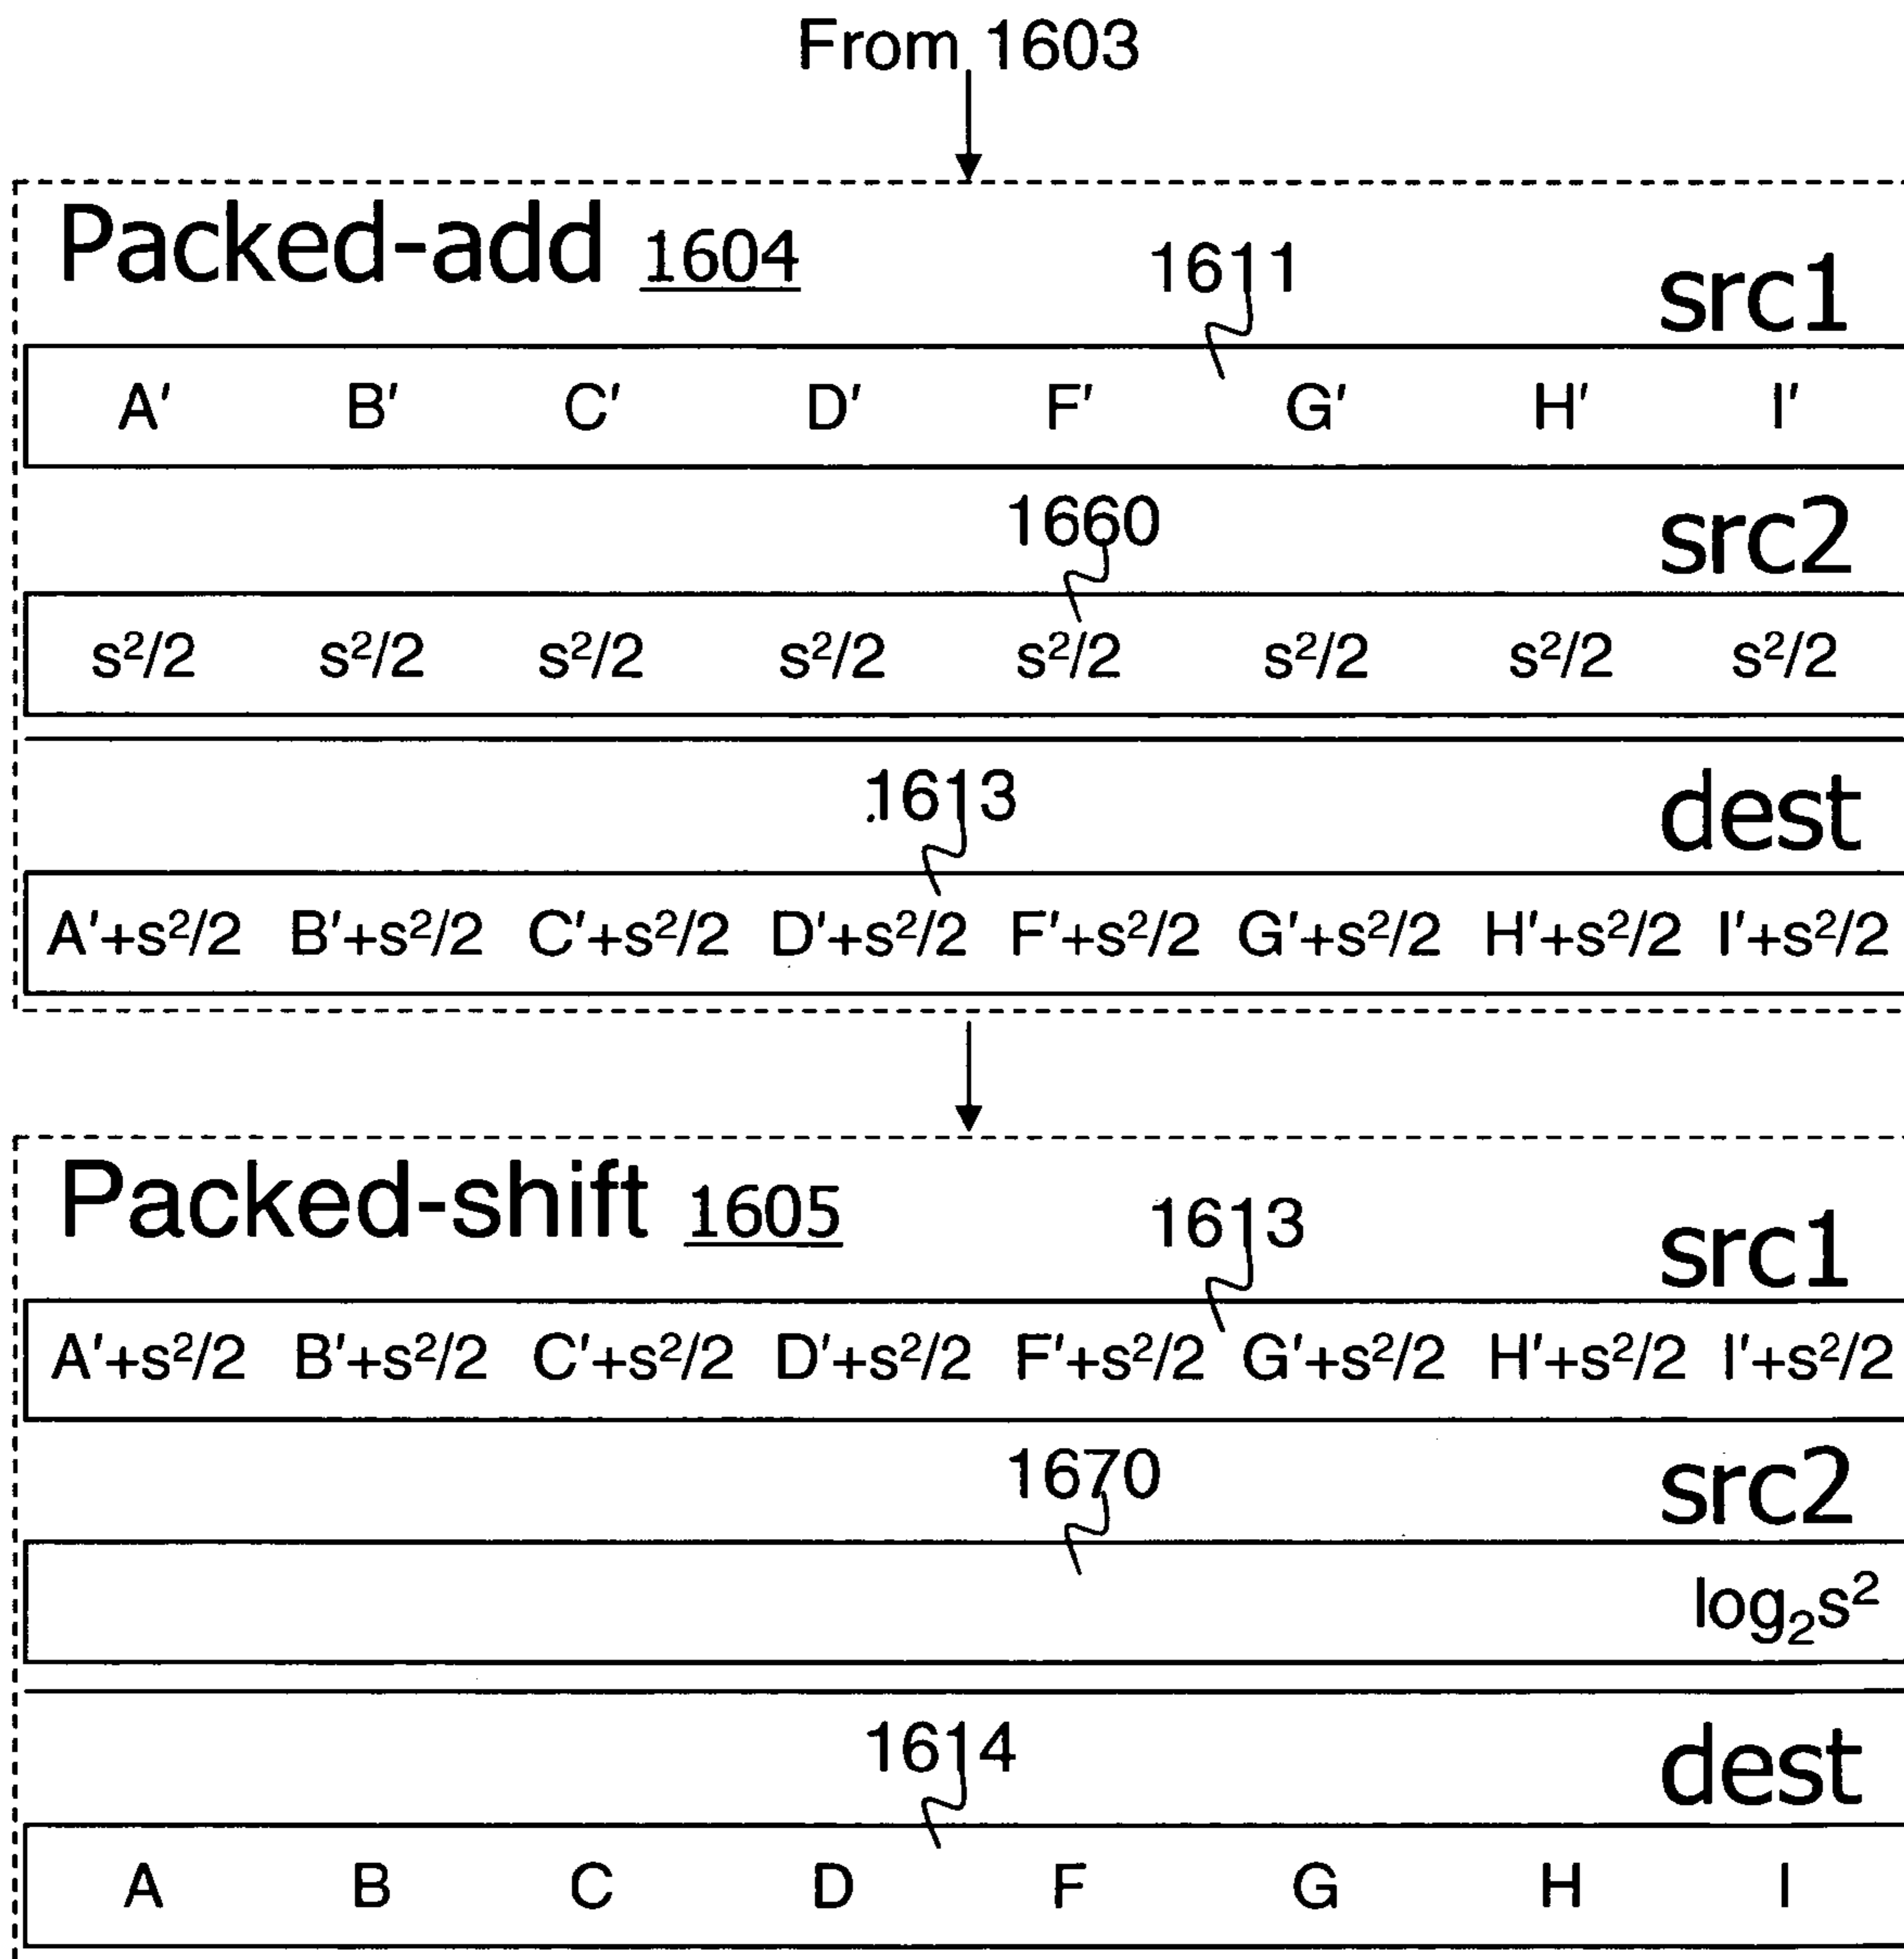 From 1603
Packed-add 1604 1611 src1
A' B' C' D' F' G' H' I'
1660 src2
s²/2 s²/2 s²/2 s²/2 s²/2 s²/2 s²/2 s²/2
1613 dest
A'+s²/2 B'+s²/2 C'+s²/2 D'+s²/2 F'+s²/2 G'+s²/2 H'+s²/2 I'+s²/2
Packed-shift 1605 1613 src1
A'+s²/2 B'+s²/2 C'+s²/2 D'+s²/2 F'+s²/2 G'+s²/2 H'+s²/2 I'+s²/2
1670 src2
log₂s²
1614 dest
A B C D F G H I